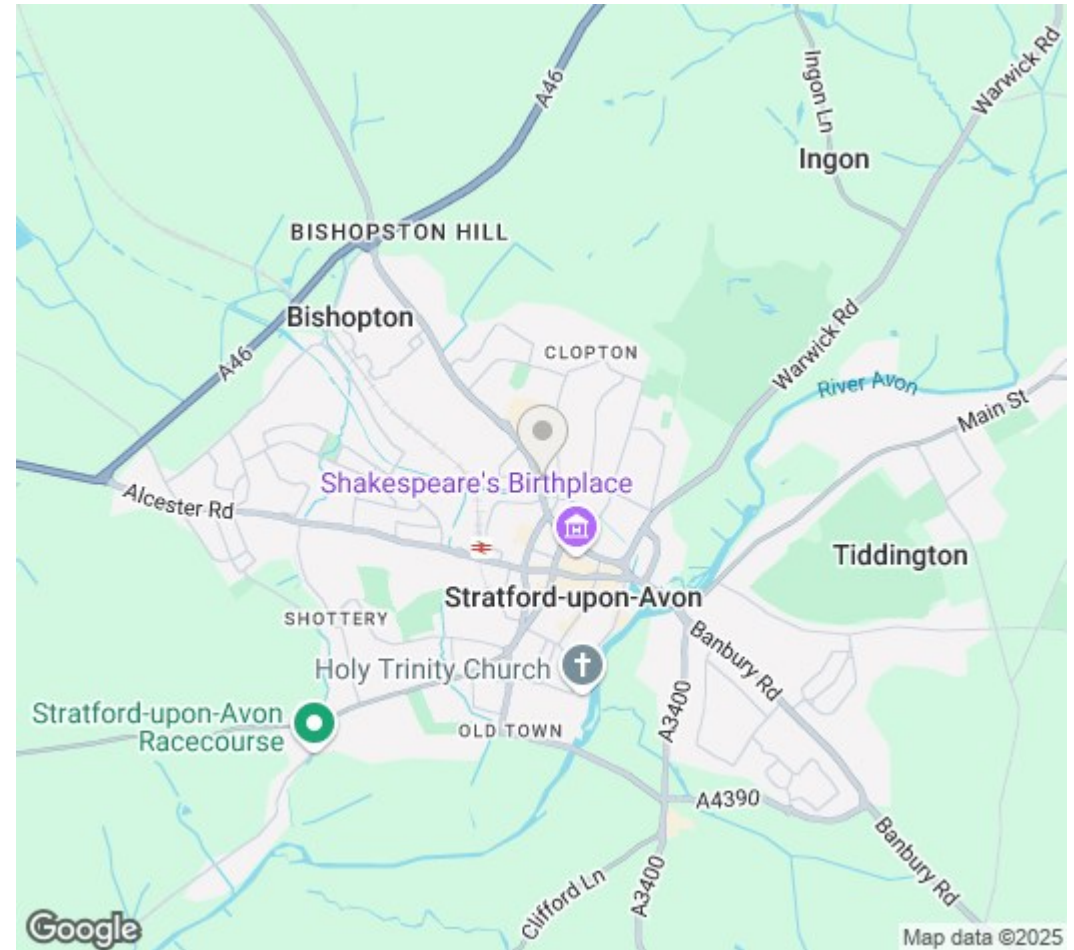 A46
Ingon Ln
Warwick Rd
Ingon
BISHOPSTON HILL
Bishopton
A46
CLOPTON
Warwick Rd
River Avon
Main St
Shakespeare's Birthplace
Alcester Rd
Tiddington
Stratford-upon-Avon
SHOTTERY
Holy Trinity Church
Banbury Rd
Stratford-upon-Avon
Racecourse
OLD TOWN
A3400
A4390
Banbury Rd
Clifford Ln
A3400
Google
Map data ©2025